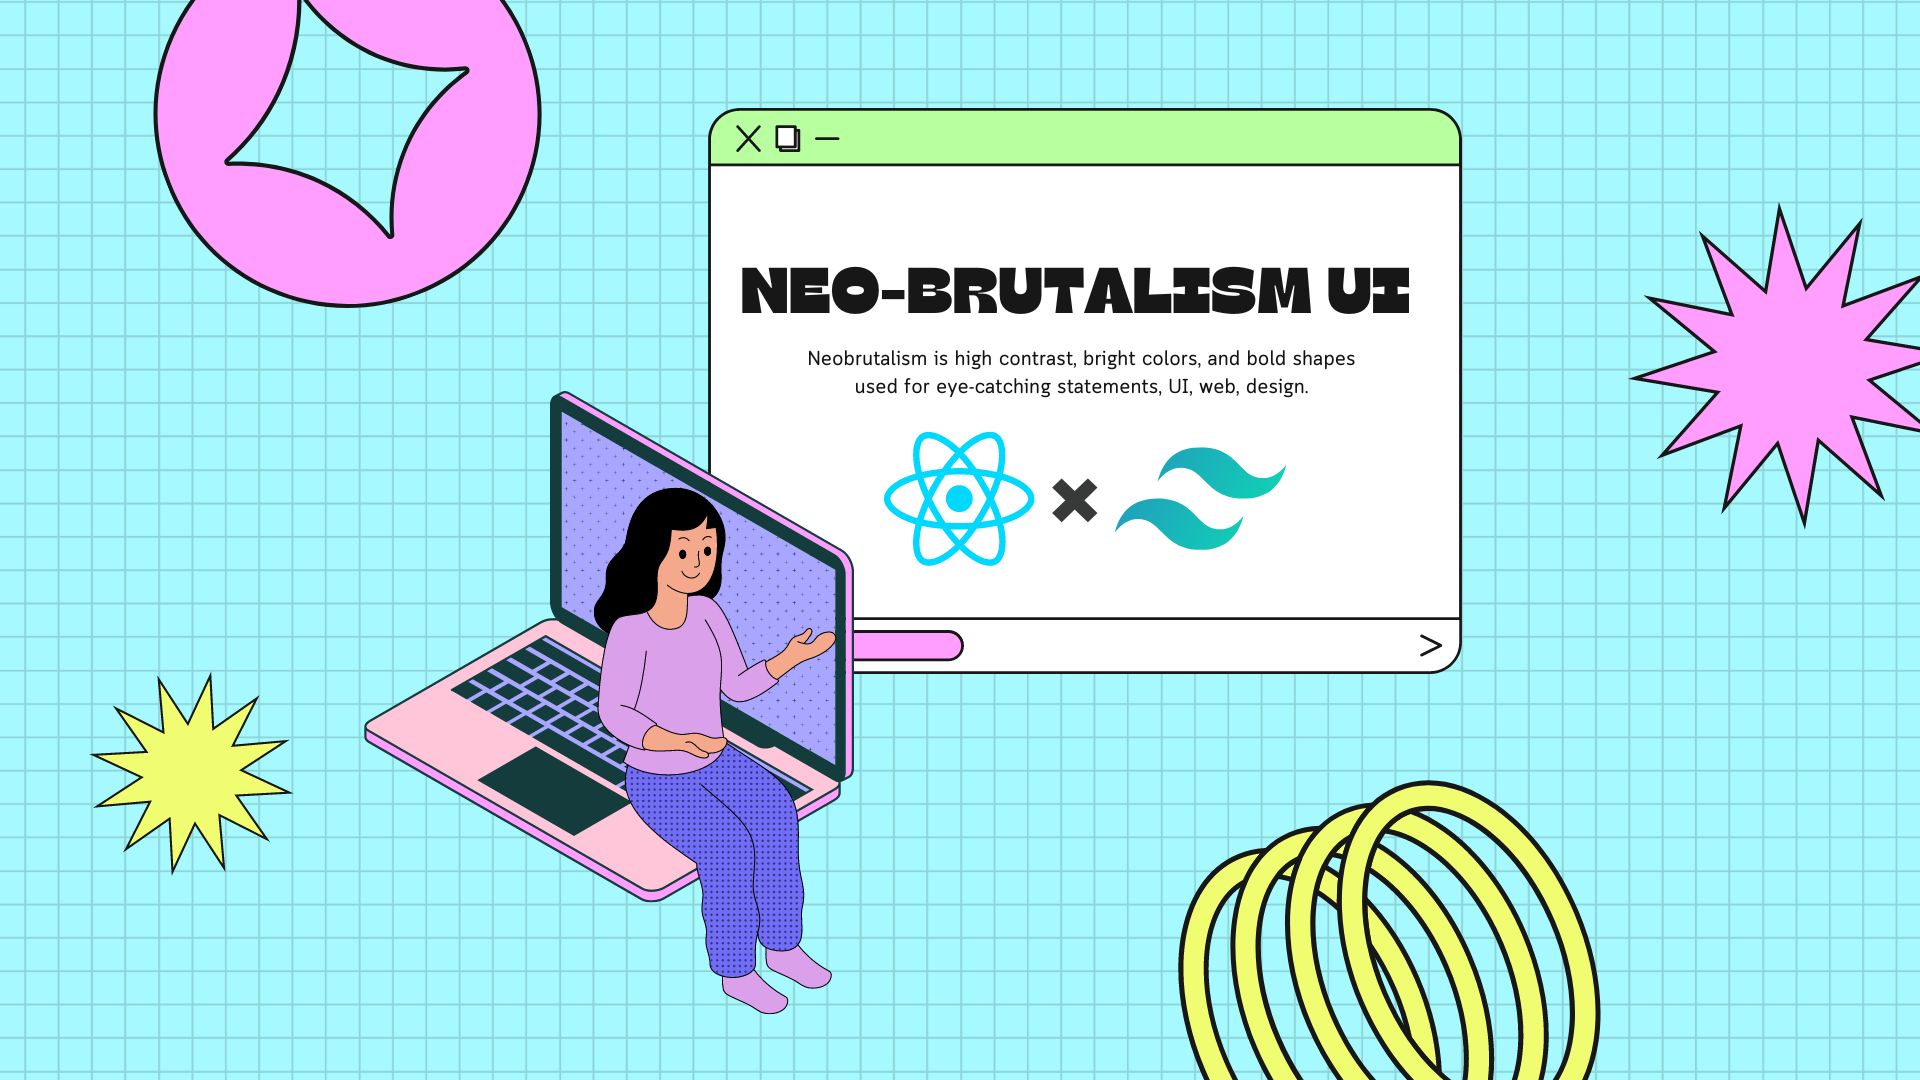 NEO-BRUTALISM UI
Neobrutalism is high contrast, bright colors, and bold shapes
used for eye-catching statements, UI, web, design.